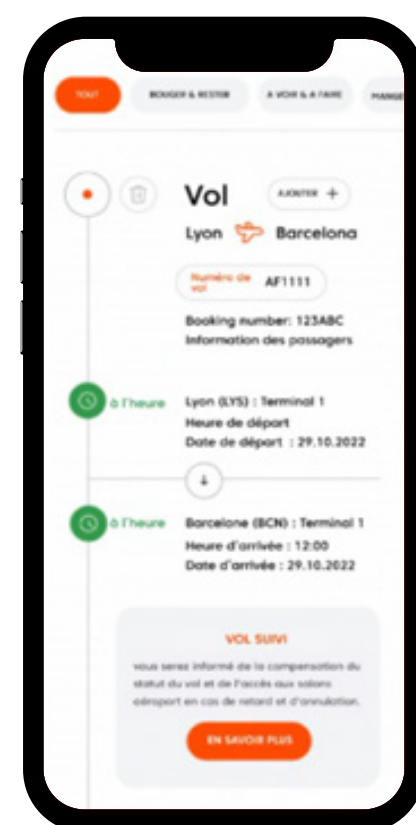 TOUT BOUGER & RESTER A VOIR & A FAIRE MANGE
Vol AJOUTER +
Lyon Barcelona
Numéro de vol AF1111
Booking number: 123ABC
Information des passagers
à l'heure Lyon (LYS) : Terminal 1
Heure de départ
Date de départ : 29.10.2022
à l'heure Barcelone (BCN) : Terminal 1
Heure d'arrivée : 12:00
Date d'arrivée : 29.10.2022
VOL SUIVI
vous serez informé de la compensation du
statut du vol et de l'accès aux salons
aéroport en cas de retard et d'annulation.
EN SAVOIR PLUS